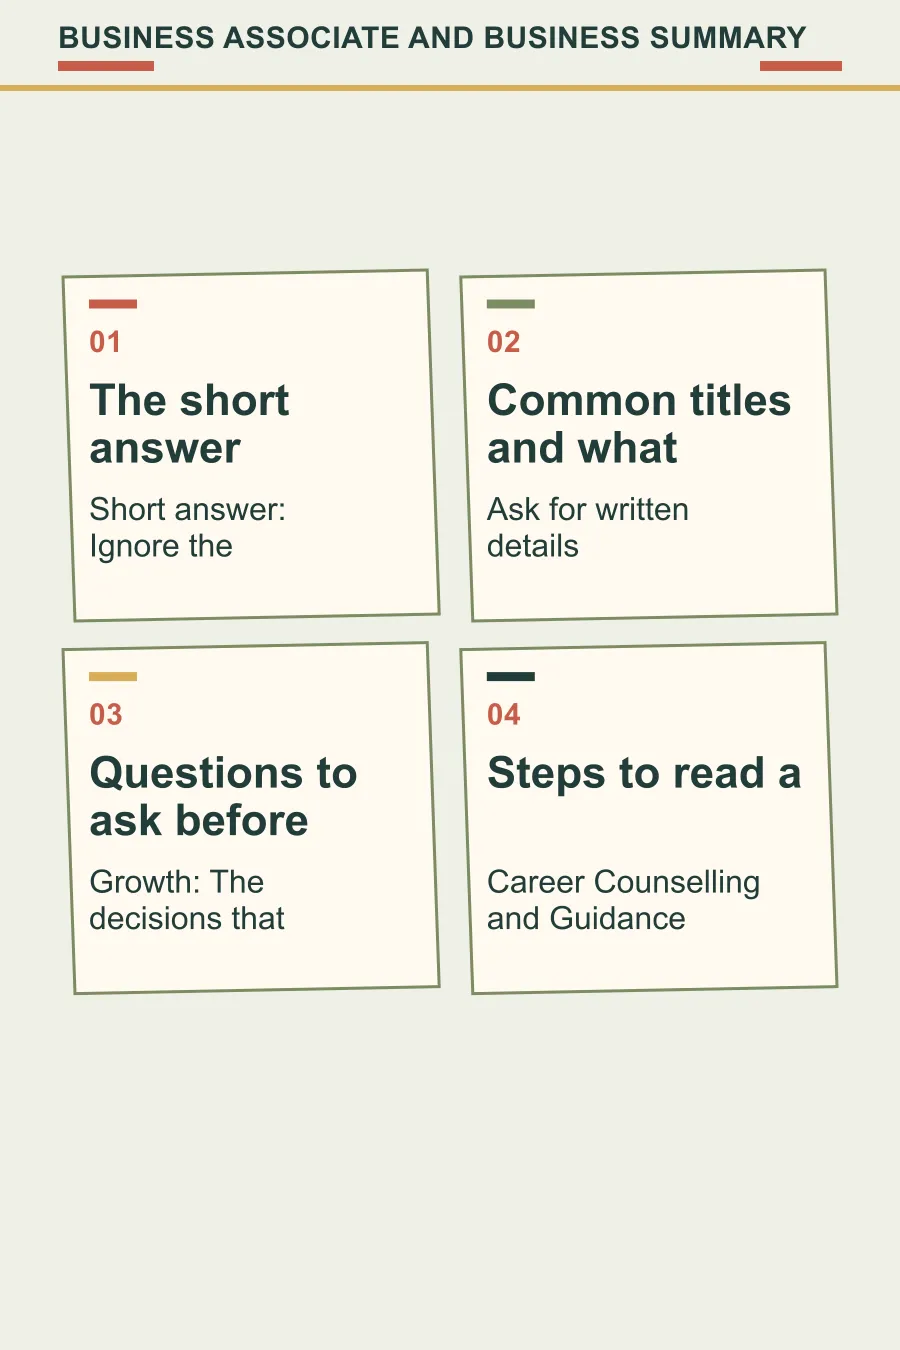 BUSINESS ASSOCIATE AND BUSINESS SUMMARY
01
The short
answer
Short answer:
Ignore the
02
Common titles
and what
Ask for written
details
03
Questions to
ask before
Growth: The
decisions that
04
Steps to read a
Career Counselling
and Guidance